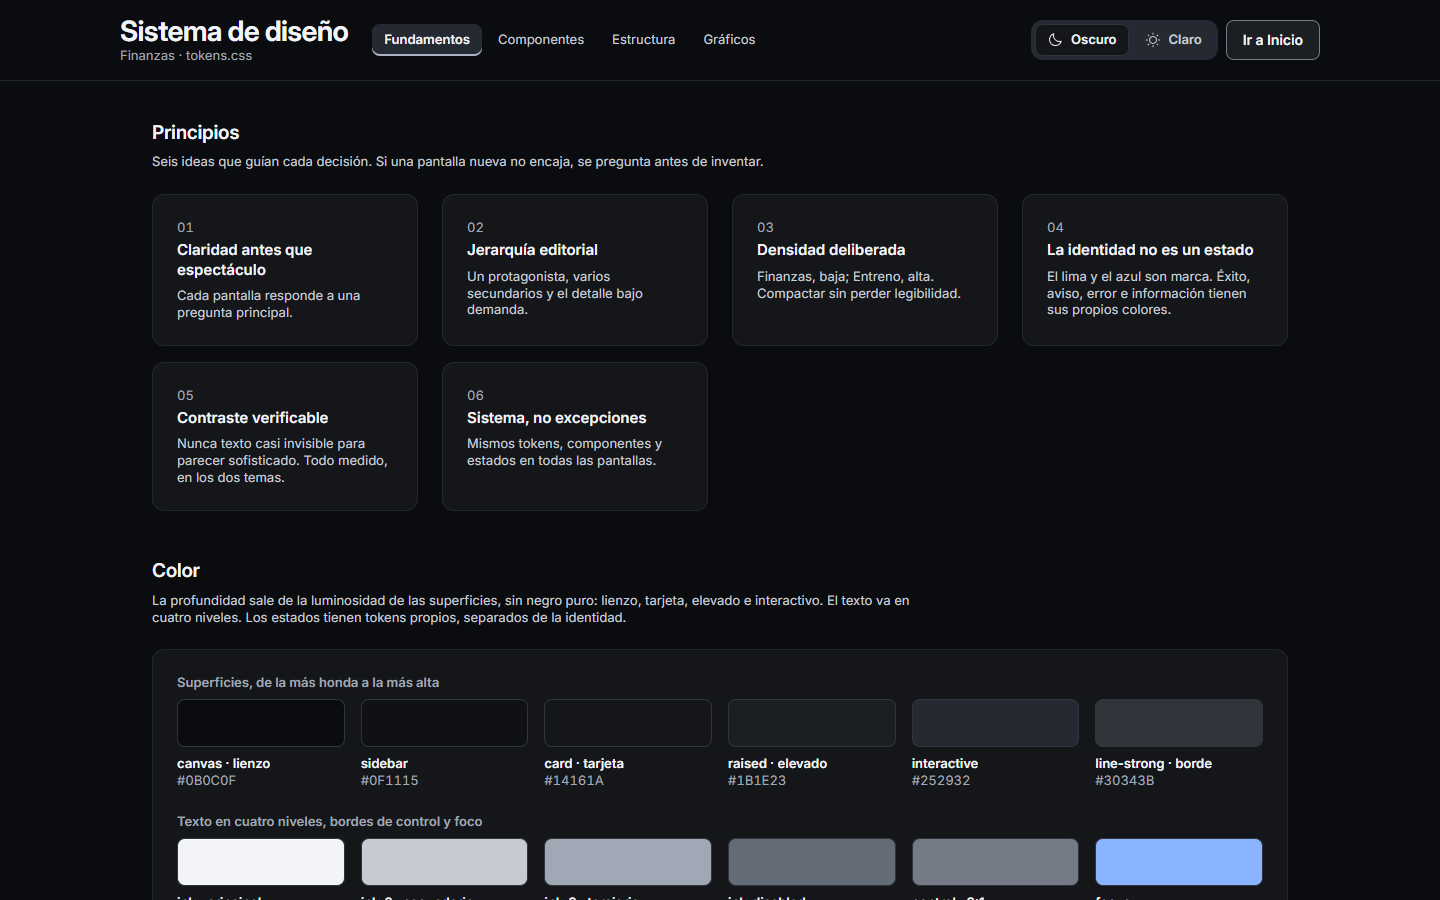 Sistema de diseño
Finanzas · tokens.css
Fundamentos
Componentes
Estructura
Gráficos
Oscuro
Claro
Ir a Inicio
Principios
Seis ideas que guían cada decisión. Si una pantalla nueva no encaja, se pregunta antes de inventar.
01
Claridad antes que
espectáculo
Cada pantalla responde a una
pregunta principal.
02
Jerarquía editorial
Un protagonista, varios
secundarios y el detalle bajo
demanda.
03
Densidad deliberada
Finanzas, baja; Entreno, alta.
Compactar sin perder legibilidad.
04
La identidad no es un estado
El lima y el azul son marca. Éxito,
aviso, error e información tienen
sus propios colores.
05
Contraste verificable
Nunca texto casi invisible para
parecer sofisticado. Todo medido,
en los dos temas.
06
Sistema, no excepciones
Mismos tokens, componentes y
estados en todas las pantallas.
Color
La profundidad sale de la luminosidad de las superficies, sin negro puro: lienzo, tarjeta, elevado e interactivo. El texto va en
cuatro niveles. Los estados tienen tokens propios, separados de la identidad.
Superficies, de la más honda a la más alta
canvas · lienzo
#0B0C0F
sidebar
#0F1115
card · tarjeta
#14161A
raised · elevado
#1B1E23
interactive
#252932
line-strong · borde
#30343B
Texto en cuatro niveles, bordes de control y foco